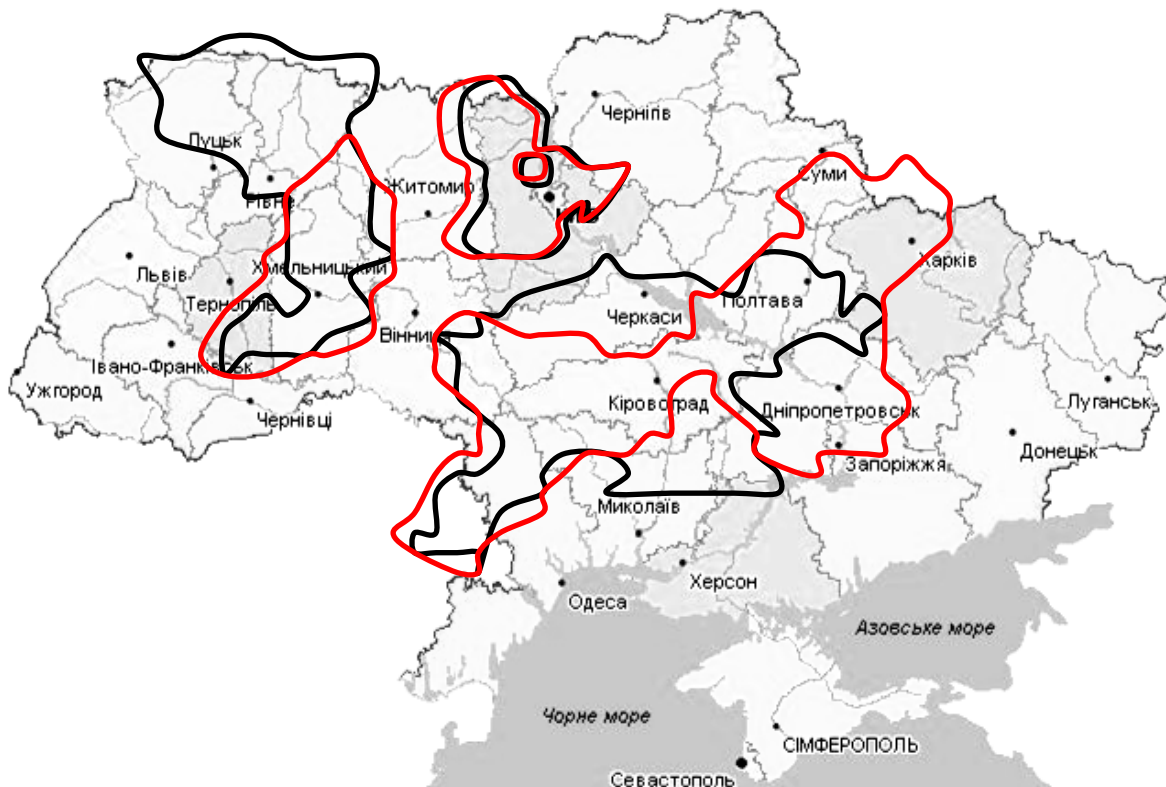 Чернігів
Луцьк
Суми
Рівне
Житомир
Львів
Хмельницький
Харків
Тернопіль
Полтава
Черкаси
Вінниця
Івано-Франківськ
Ужгород
Кіровоград
Дніпропетровськ
Луганськ
Чернівці
Донецьк
Запоріжжя
Миколаїв
Херсон
Одеса
Азовське море
Чорне море
СІМФЕРОПОЛЬ
Севастополь